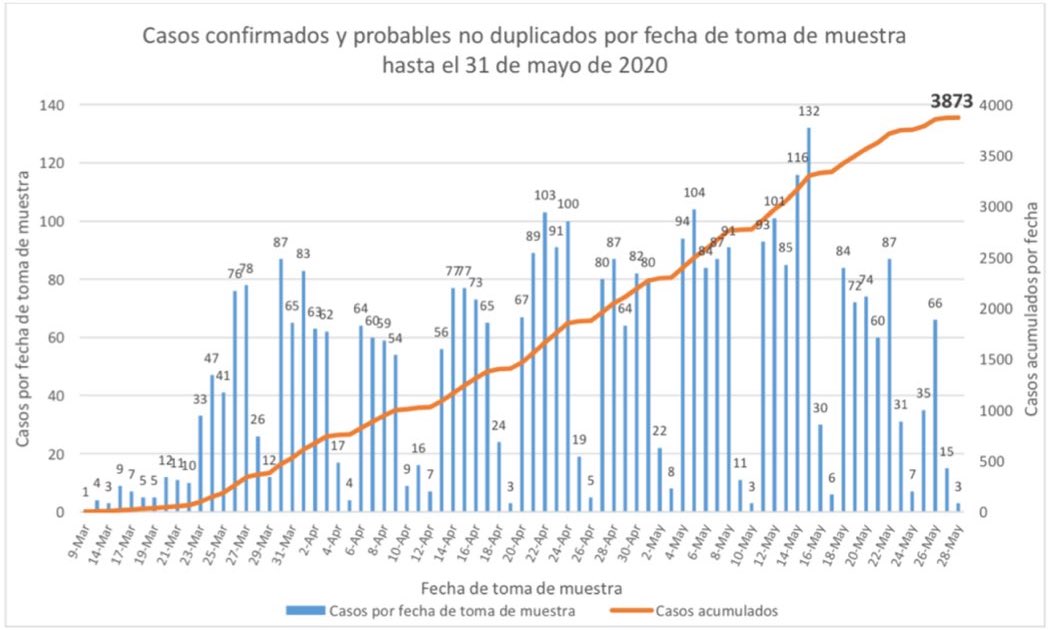 Casos confirmados y probables no duplicados por fecha de toma de muestra
hasta el 31 de mayo de 2020
3873
Casos por fecha de toma de muestra
140
120
100
80
60
40
20
0
1 4 3 9 7 5 5 12 11 10 33 47 41 76 78 26 12 87 65 83 63 62 17 4 64 60 59 54 9 16 7 56 77 77 73 65 24 3 67 89 103 91 100 19 5 80 87 64 82 80 22 8 94 104 84 87 91 11 3 93 101 85 116 132 30 6 84 72 74 60 87 31 7 35 66 15 3
4000
3500
3000
2500
2000
1500
1000
500
0
Casos acumulados por fecha
9-Mar 14-Mar 17-Mar 19-Mar 21-Mar 23-Mar 25-Mar 27-Mar 29-Mar 31-Mar 2-Apr 4-Apr 6-Apr 8-Apr 10-Apr 12-Apr 14-Apr 16-Apr 18-Apr 20-Apr 22-Apr 24-Apr 26-Apr 28-Apr 30-Apr 2-May 4-May 6-May 8-May 10-May 12-May 14-May 16-May 18-May 20-May 22-May 24-May 26-May 28-May
Fecha de toma de muestra
Casos por fecha de toma de muestra
Casos acumulados